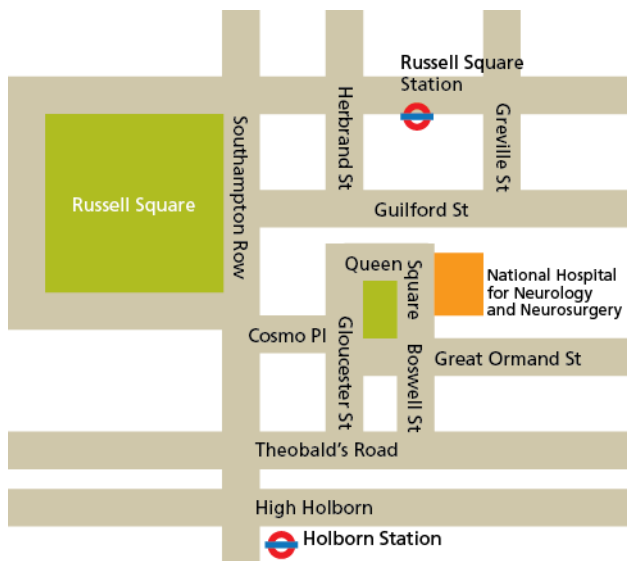 Russell Square
Station
Herbrand St
Greville St
Southampton Row
Russell Square
Guilford St
Queen
Square
National Hospital
for Neurology
and Neurosurgery
Cosmo Pl
Gloucester St
Boswell St
Great Ormand St
Theobald's Road
High Holborn
Holborn Station